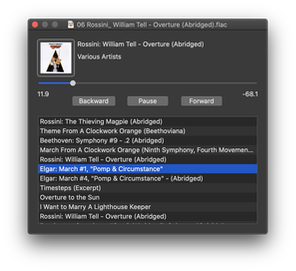 06 Rossini_ William Tell - Overture (Abridged).flac
Rossini: William Tell - Overture (Abridged)
Various Artists
11.9
-68.1
Backward
Pause
Forward
Rossini: The Thieving Magpie (Abridged)
Theme From A Clockwork Orange (Beethoviana)
Beethoven: Symphony #9 - .2 (Abridged)
March From A Clockwork Orange (Ninth Symphony, Fourth Movemen...
Rossini: William Tell - Overture (Abridged)
Elgar: March #1, "Pomp & Circumstance"
Elgar: March #4, "Pomp & Circumstance" - (Abridged)
Timesteps (Excerpt)
Overture to the Sun
I Want to Marry A Lighthouse Keeper
Rossini: William Tell - Overture (Abridged)